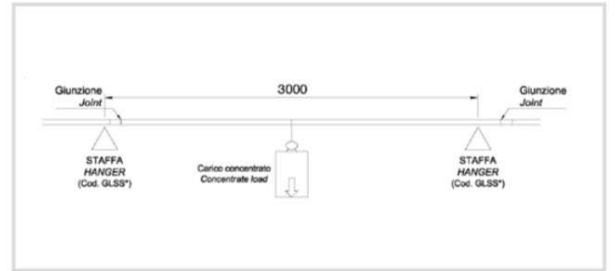 3000
Giunzione
Joint
Giunzione
Joint
STAFFA
HANGER
(Cod. GLSS*)
Carico concentrato
Concentrate load
STAFFA
HANGER
(Cod. GLSS*)